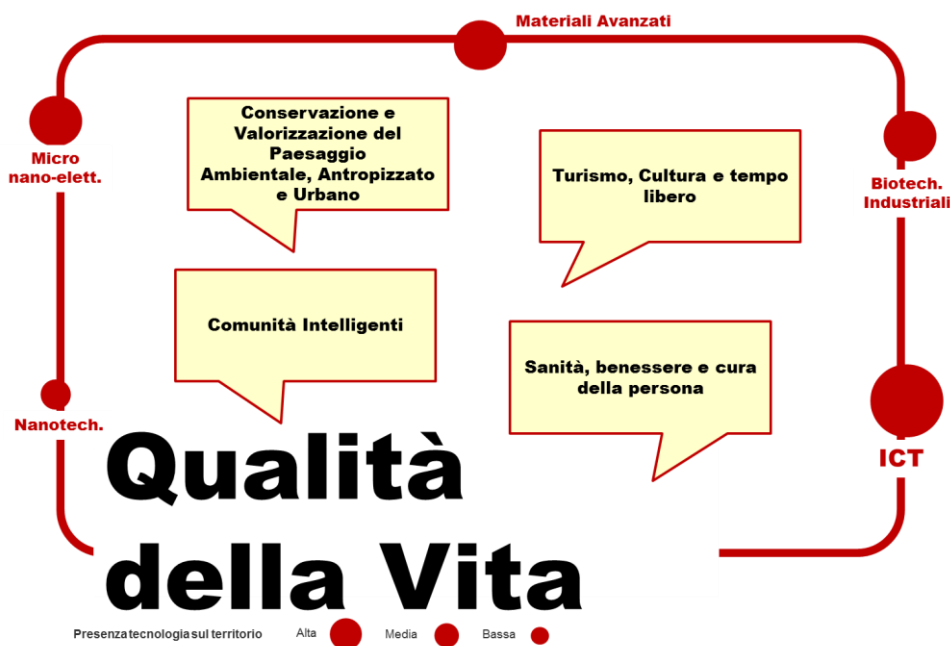 Materiali Avanzati
Conservazione e
Valorizzazione del
Paesaggio
Ambientale, Antropizzato
e Urbano
Micro
nano-elett.
Turismo, Cultura e tempo
libero
Biotech.
Industriali
Comunità Intelligenti
Sanità, benessere e cura
della persona
Nanotech.
ICT
Qualità
della Vita
Presenza tecnologia sul territorio Alta Media Bassa